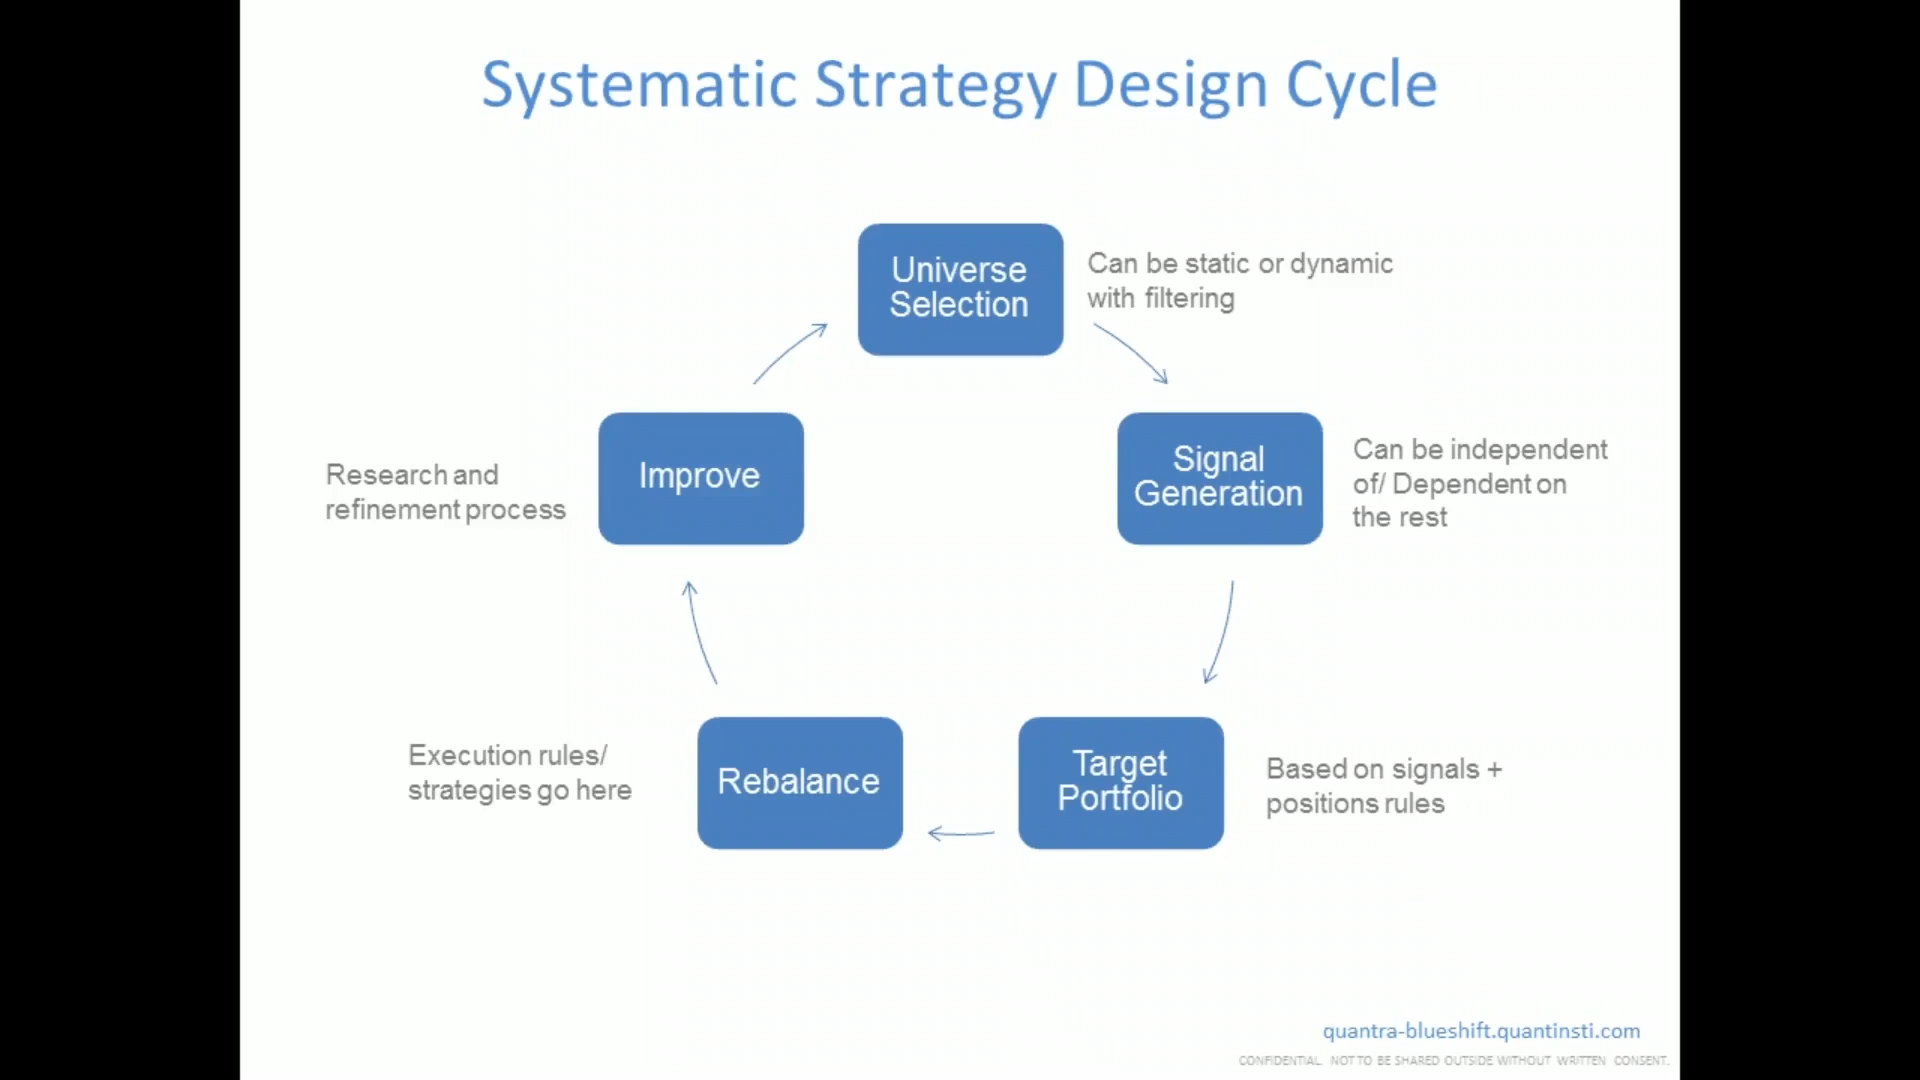 Systematic Strategy Design Cycle
Universe
Selection
Can be static or dynamic
with filtering
Signal
Generation
Can be independent
of/ Dependent on
the rest
Target
Portfolio
Based on signals +
positions rules
Rebalance
Execution rules/
strategies go here
Improve
Research and
refinement process
quantra-blueshift.quantinsti.com
CONFIDENTIAL. NOT TO BE SHARED OUTSIDE WITHOUT WRITTEN CONSENT.